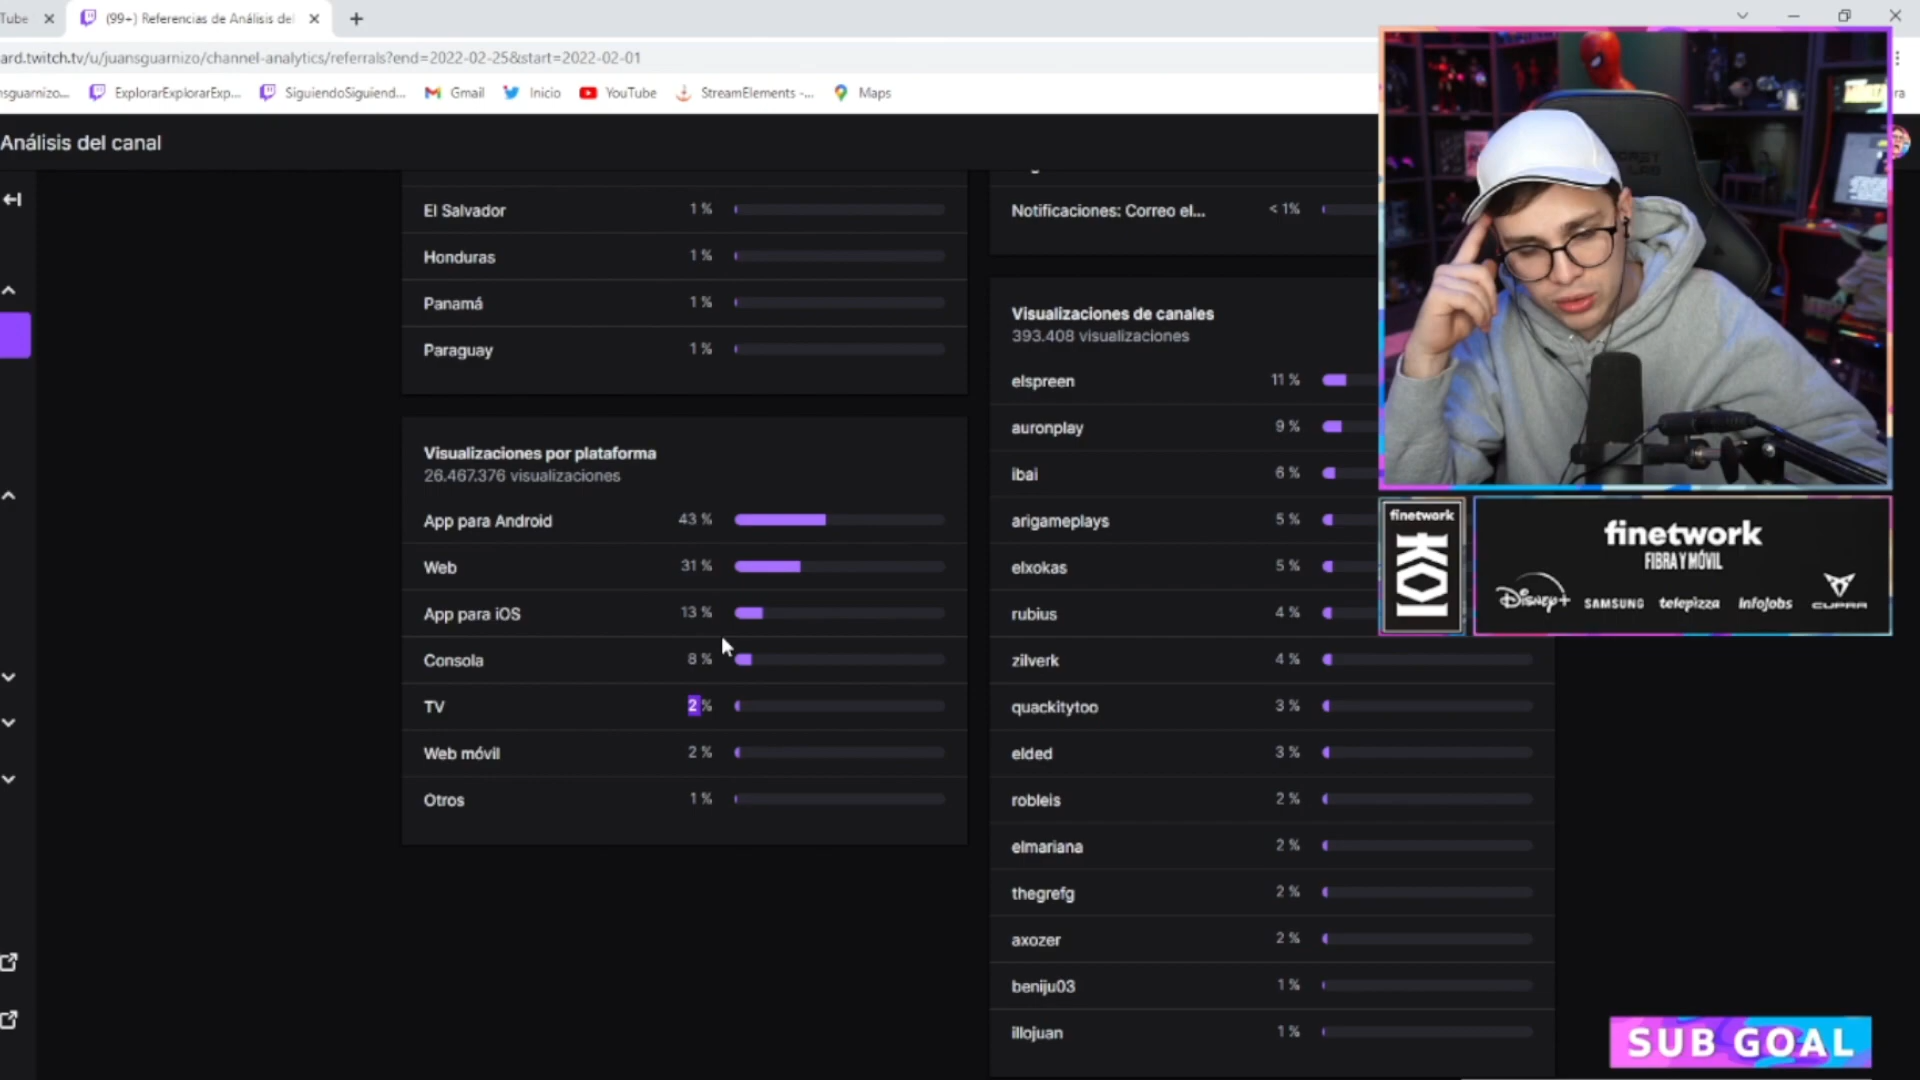 Tube
(99+) Referencias de Análisis del
ard.twitch.tv/u/juansguarnizo/channel-analytics/referrals?end=2022-02-25&start=2022-02-01
nsguarnizo...
ExplorarExplorarExp...
SiguiendoSiguiend...
Gmail
Inicio
YouTube
StreamElements -...
Maps
Análisis del canal
El Salvador 1 %
Honduras 1 %
Panamá 1 %
Paraguay 1 %
Visualizaciones por plataforma
26.467.376 visualizaciones
App para Android 43 %
Web 31 %
App para iOS 13 %
Consola 8 %
TV 2 %
Web móvil 2 %
Otros 1 %
Notificaciones: Correo el... < 1%
Visualizaciones de canales
393.408 visualizaciones
elspreen 11 %
auronplay 9 %
ibai 6 %
arigameplays 5 %
elxokas 5 %
rubius 4 %
zilverk 4 %
quackitytoo 3 %
elded 3 %
robleis 2 %
elmariana 2 %
thegrefg 2 %
axozer 2 %
beniju03 1 %
illojuan 1 %
finetwork
KOI
finetwork
FIBRA Y MÓVIL
Disney+ SAMSUNG telepizza InfoJobs CUPRA
SUB GOAL